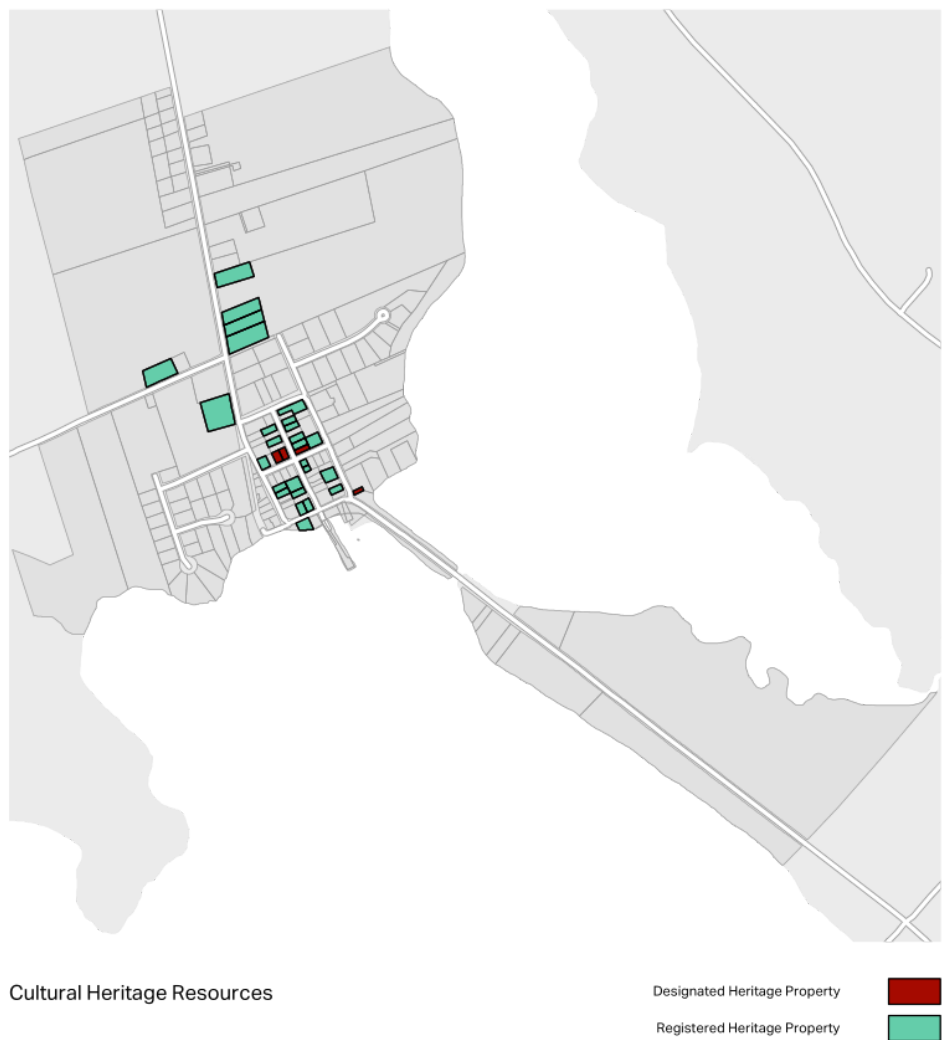 Cultural Heritage Resources
Designated Heritage Property
Registered Heritage Property